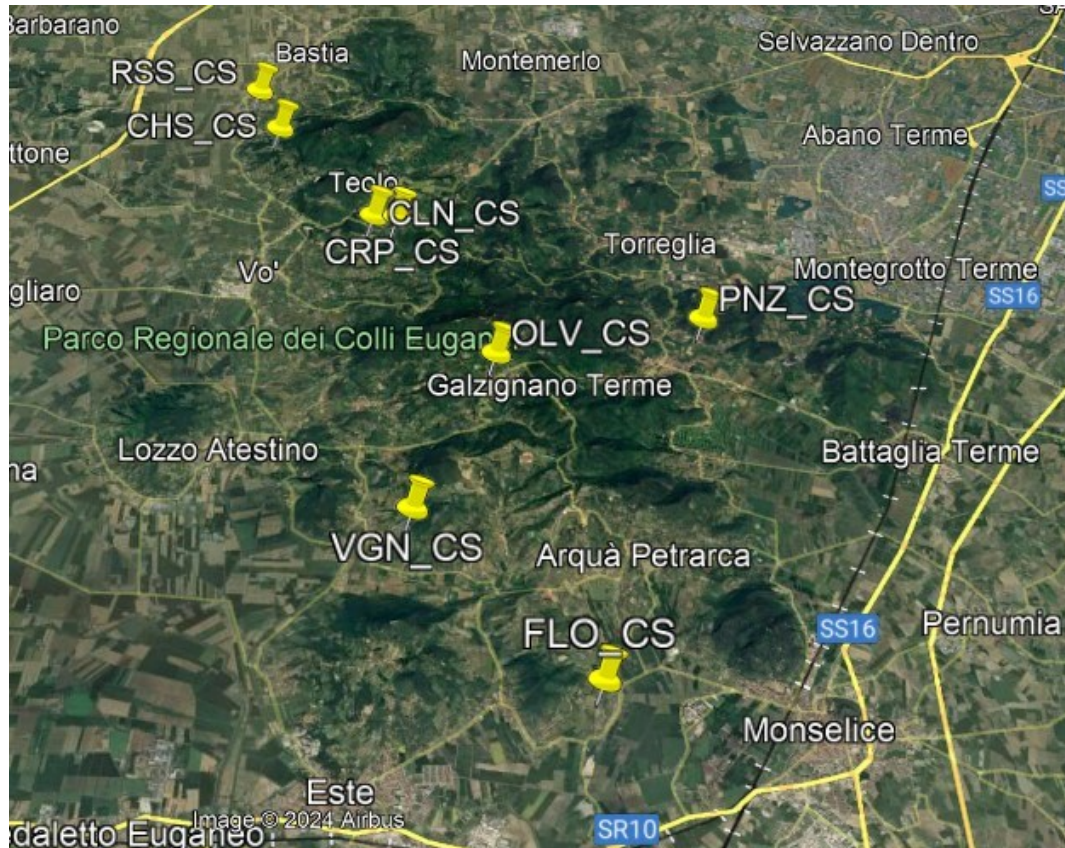 Barbarano
Bastia
Montemerlo
Selvazzano Dentro
RSS_CS
CHS_CS
Abano Terme
ttone
Teolo
SS
CLN_CS
CRP_CS
Torreglia
Vo'
Montegrotto Terme
gliaro
SS16
PNZ_CS
Parco Regionale dei Colli Eugan
OLV_CS
Galzignano Terme
Lozzo Atestino
Battaglia Terme
na
VGN_CS
Arquà Petrarca
FLO_CS
SS16
Pernumia
Monselice
Este
Image © 2024 Airbus
SR10
edaletto Euganeo